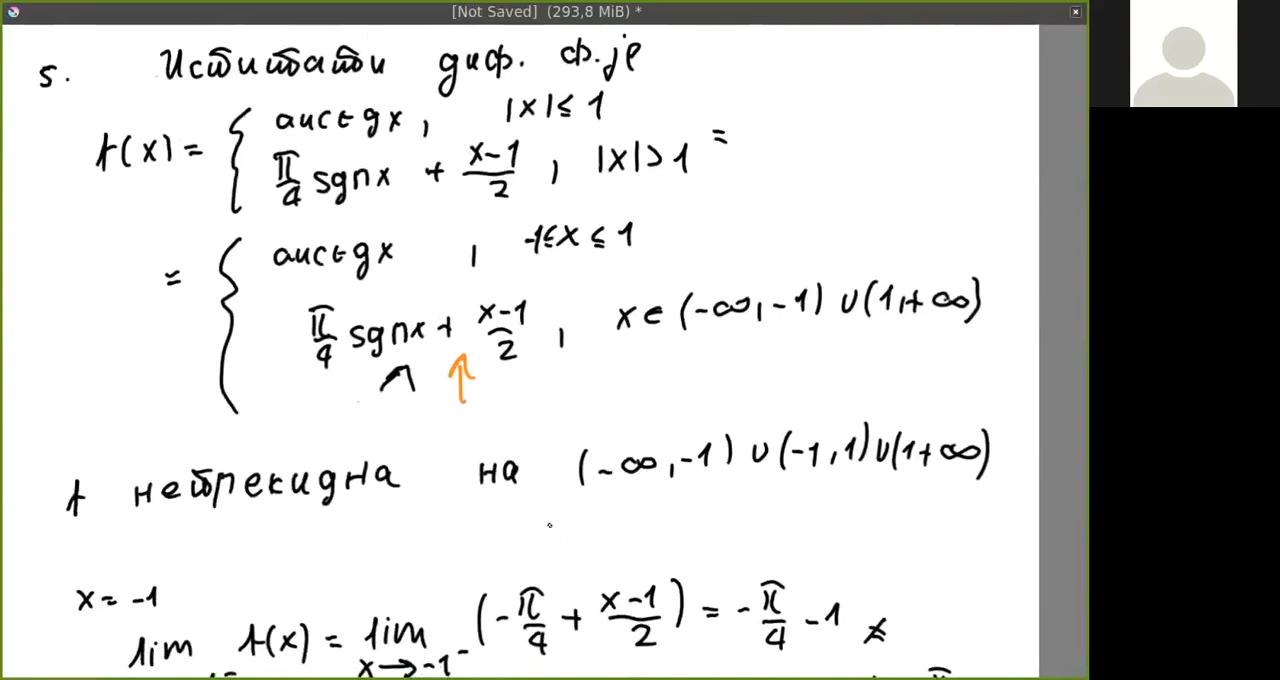 [Not Saved] (293,8 MiB) *
5. Испитати диф. ф-је
f(x) = { arctg x, |x| ≤ 1
π/4 sgn x + (x-1)/2, |x| > 1 =
= { arctg x, -1 ≤ x ≤ 1
π/4 sgn x + (x-1)/2, x ∈ (-∞, -1) ∪ (1, +∞)
f непрекидна на (-∞, -1) ∪ (-1, 1) ∪ (1 +∞)
x = -1
lim f(x) = lim x→-1⁻ (-π/4 + (x-1)/2) = -π/4 - 1 ≠